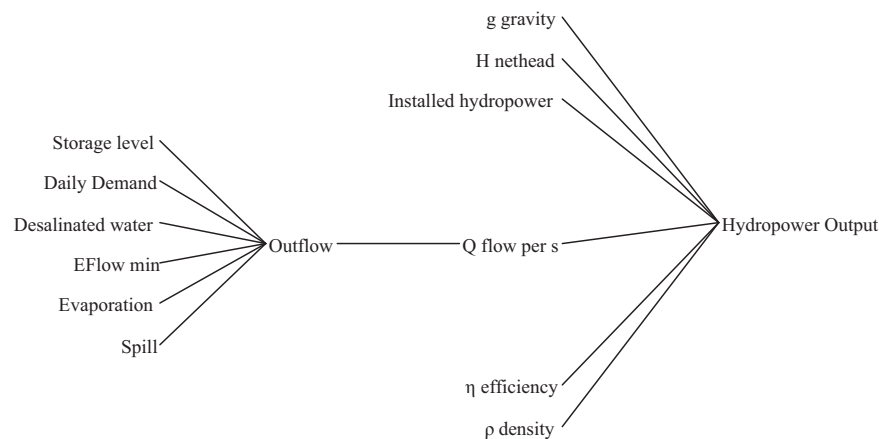 g gravity
H nethead
Installed hydropower
Storage level
Daily Demand
Desalinated water
EFlow min
Evaporation
Spill
Outflow
Q flow per s
Hydropower Output
η efficiency
ρ density